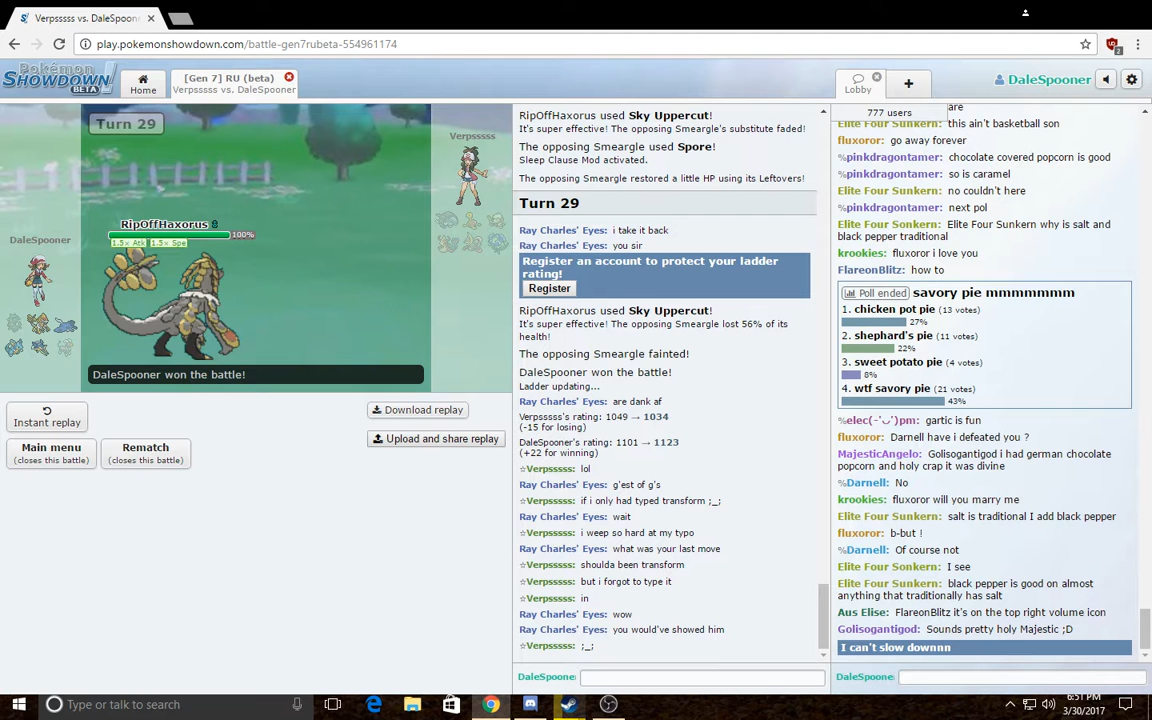 Verpsssss vs. DaleSpoon
play.pokemonshowdown.com/battle-gen7rubeta-554961174
2
Pokémon
SHOWDOWN!
BETA
Home
[Gen 7] RU (beta)
Verpsssss vs. DaleSpooner
Lobby
DaleSpooner
Turn 29
Verpsssss
RipOffHaxorus
100%
1.5× Atk 1.5× Spe
DaleSpooner
DaleSpooner won the battle!
Instant replay
Download replay
Upload and share replay
Main menu
(closes this battle)
Rematch
(closes this battle)
RipOffHaxorus used Sky Uppercut!
It's super effective! The opposing Smeargle's substitute faded!
The opposing Smeargle used Spore!
Sleep Clause Mod activated.
The opposing Smeargle restored a little HP using its Leftovers!
Turn 29
Ray Charles' Eyes: i take it back
Ray Charles' Eyes: you sir
Register an account to protect your ladder
rating!
Register
RipOffHaxorus used Sky Uppercut!
It's super effective! The opposing Smeargle lost 56% of its
health!
The opposing Smeargle fainted!
DaleSpooner won the battle!
Ladder updating...
Ray Charles' Eyes: are dank af
Verpsssss's rating: 1049 → 1034
(-15 for losing)
DaleSpooner's rating: 1101 → 1123
(+22 for winning)
☆Verpsssss: lol
Ray Charles' Eyes: g'est of g's
☆Verpsssss: if i only had typed transform ;_;
Ray Charles' Eyes: wait
☆Verpsssss: i weep so hard at my typo
Ray Charles' Eyes: what was your last move
☆Verpsssss: shoulda been transform
☆Verpsssss: but i forgot to type it
☆Verpsssss: in
Ray Charles' Eyes: wow
Ray Charles' Eyes: you would've showed him
☆Verpsssss: ;_;
DaleSpoone
777 users
are
Elite Four Sunkern: this ain't basketball son
fluxoror: go away forever
%pinkdragontamer: chocolate covered popcorn is good
%pinkdragontamer: so is caramel
Elite Four Sunkern: no couldn't here
%pinkdragontamer: next pol
Elite Four Sunkern: Elite Four Sunkern why is salt and
black pepper traditional
krookies: fluxoror i love you
FlareonBlitz: how to
Poll ended savory pie mmmmmmm
1. chicken pot pie (13 votes)
27%
2. shephard's pie (11 votes)
22%
3. sweet potato pie (4 votes)
8%
4. wtf savory pie (21 votes)
43%
%elec(-'◡')pm: gartic is fun
fluxoror: Darnell have i defeated you ?
MajesticAngelo: Golisogantigod i had german chocolate
popcorn and holy crap it was divine
%Darnell: No
krookies: fluxoror will you marry me
Elite Four Sunkern: salt is traditional I add black pepper
fluxoror: b-but !
%Darnell: Of course not
Elite Four Sunkern: I see
Elite Four Sunkern: black pepper is good on almost
anything that traditionally has salt
Aus Elise: FlareonBlitz it's on the top right volume icon
Golisogantigod: Sounds pretty holy Majestic ;D
I can't slow downnn
DaleSpoone
Type or talk to search
6:51 PM
3/30/2017